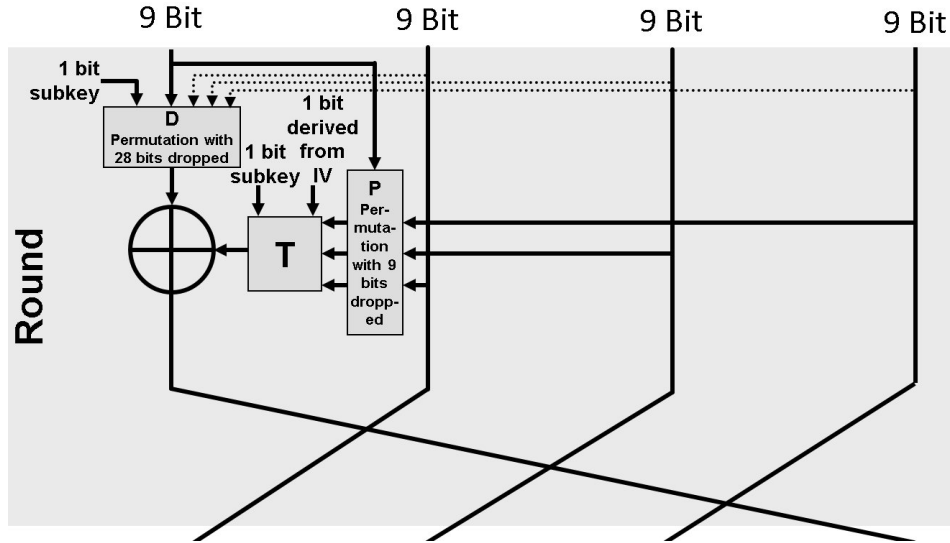 9 Bit
9 Bit
9 Bit
9 Bit
1 bit
subkey
D
Permutation with
28 bits dropped
1 bit
derived
from
IV
1 bit
subkey
P
Per-
muta-
tion
with 9
bits
dropp-
ed
T
Round